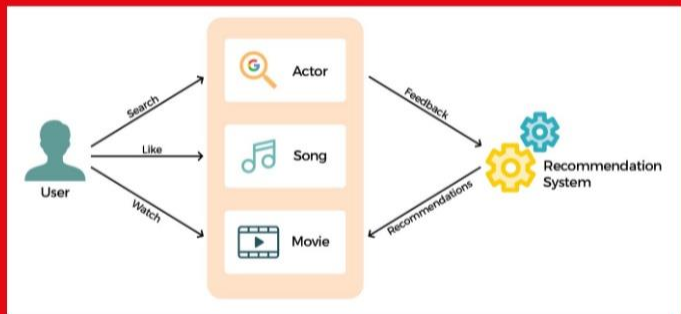 Search
Like
Watch
User
G
Actor
Song
Movie
Feedback
Recommendations
Recommendation
System